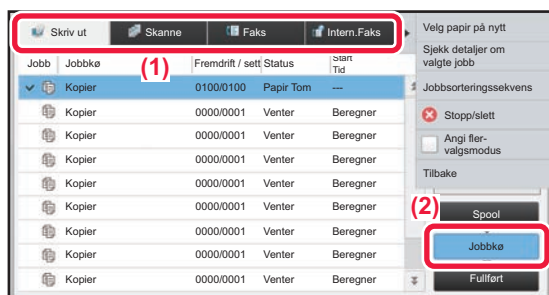 Skriv ut Skanne Faks Intern.Faks
(1)
Jobb Jobbkø Fremdrift / sett Status Start Tid
Kopier 0100/0100 Papir Tom ---
Kopier 0000/0001 Venter Beregner
Kopier 0000/0001 Venter Beregner
Kopier 0000/0001 Venter Beregner
Kopier 0000/0001 Venter Beregner
Kopier 0000/0001 Venter Beregner
Kopier 0000/0001 Venter Beregner
Kopier 0000/0001 Venter Beregner
Kopier 0000/0001 Venter Beregner
Velg papir på nytt
Sjekk detaljer om
valgte jobb
Jobbsorteringssekvens
Stopp/slett
Angi fler-
valgsmodus
Tilbake
(2)
Spool
Jobbkø
Fullført